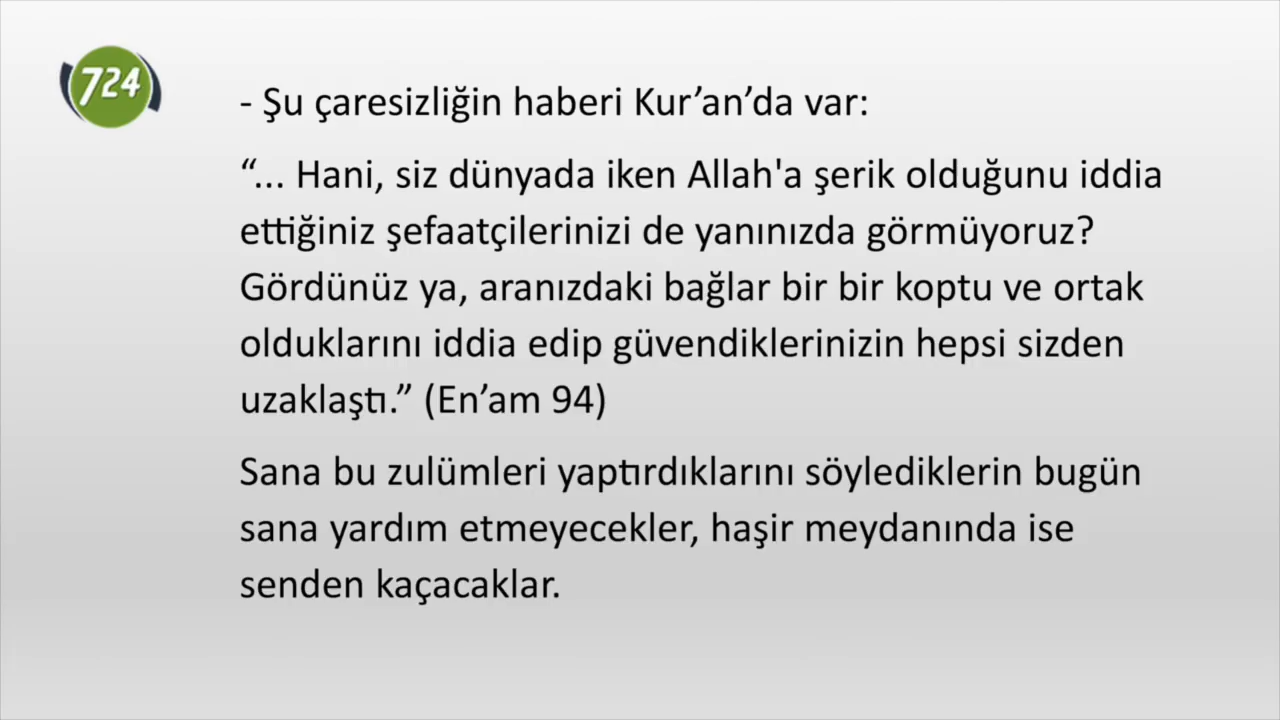 724
- Şu çaresizliğin haberi Kur’an’da var:
“... Hani, siz dünyada iken Allah'a şerik olduğunu iddia
ettiğiniz şefaatçilerinizi de yanınızda görmüyoruz?
Gördünüz ya, aranızdaki bağlar bir bir koptu ve ortak
olduklarını iddia edip güvendiklerinizin hepsi sizden
uzaklaştı.” (En’am 94)
Sana bu zulümleri yaptırdıklarını söylediklerin bugün
sana yardım etmeyecekler, haşir meydanında ise
senden kaçacaklar.